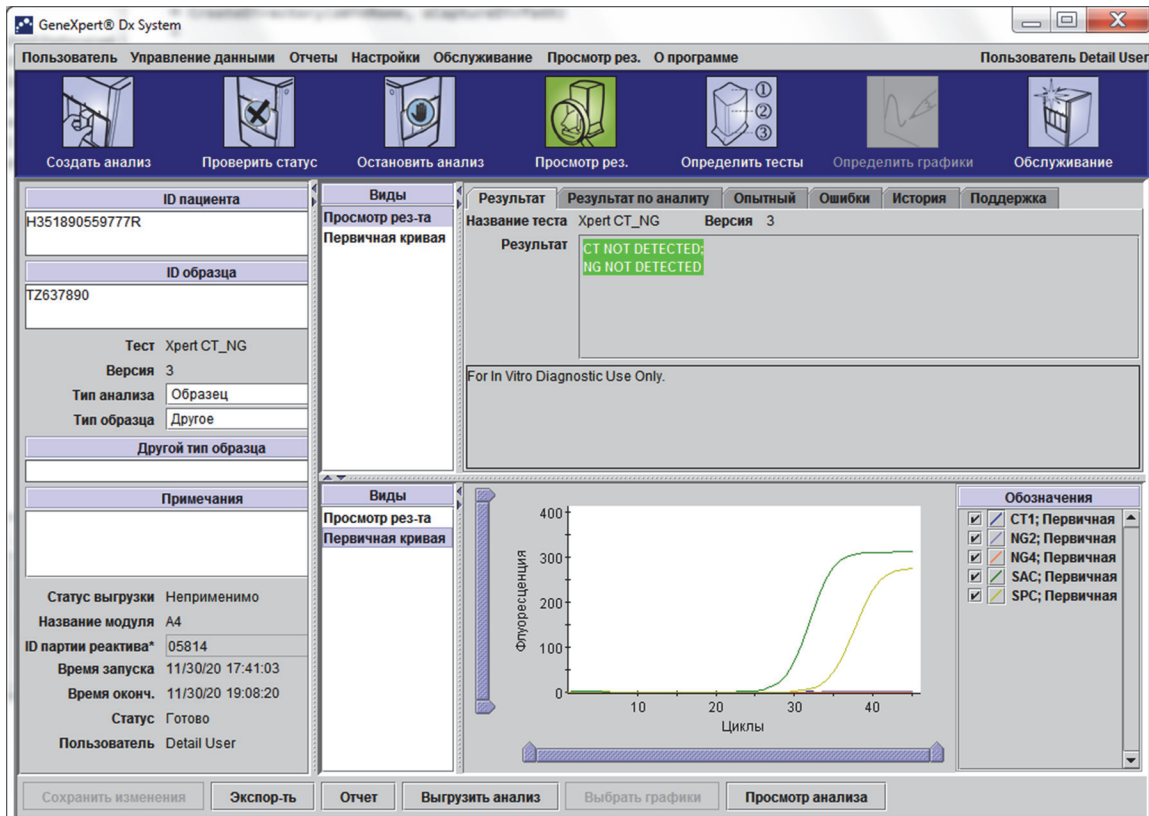 GeneXpert® Dx System
Пользователь Управление данными Отчеты Настройки Обслуживание Просмотр рез. О программе Пользователь Detail User
Создать анализ Проверить статус Остановить анализ Просмотр рез. Определить тесты Определить графики Обслуживание
ID пациента
H351890559777R
ID образца
TZ637890
Тест Xpert CT_NG
Версия 3
Тип анализа Образец
Тип образца Другое
Другой тип образца
Примечания
Статус выгрузки Неприменимо
Название модуля A4
ID партии реактива* 05814
Время запуска 11/30/20 17:41:03
Время оконч. 11/30/20 19:08:20
Статус Готово
Пользователь Detail User
Виды
Просмотр рез-та
Первичная кривая
Результат Результат по аналиту Опытный Ошибки История Поддержка
Название теста Xpert CT_NG Версия 3
Результат CT NOT DETECTED;
NG NOT DETECTED
For In Vitro Diagnostic Use Only.
Виды
Просмотр рез-та
Первичная кривая
Флуоресценция
400
300
200
100
0
10 20 30 40
Циклы
Обозначения
CT1; Первичная
NG2; Первичная
NG4; Первичная
SAC; Первичная
SPC; Первичная
Сохранить изменения Экспор-ть Отчет Выгрузить анализ Выбрать графики Просмотр анализа